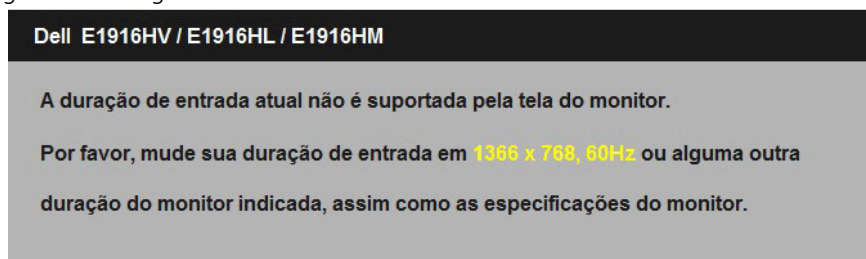 Dell E1916HV / E1916HL / E1916HM
A duração de entrada atual não é suportada pela tela do monitor.
Por favor, mude sua duração de entrada em 1366 x 768, 60Hz ou alguma outra
duração do monitor indicada, assim como as especificações do monitor.